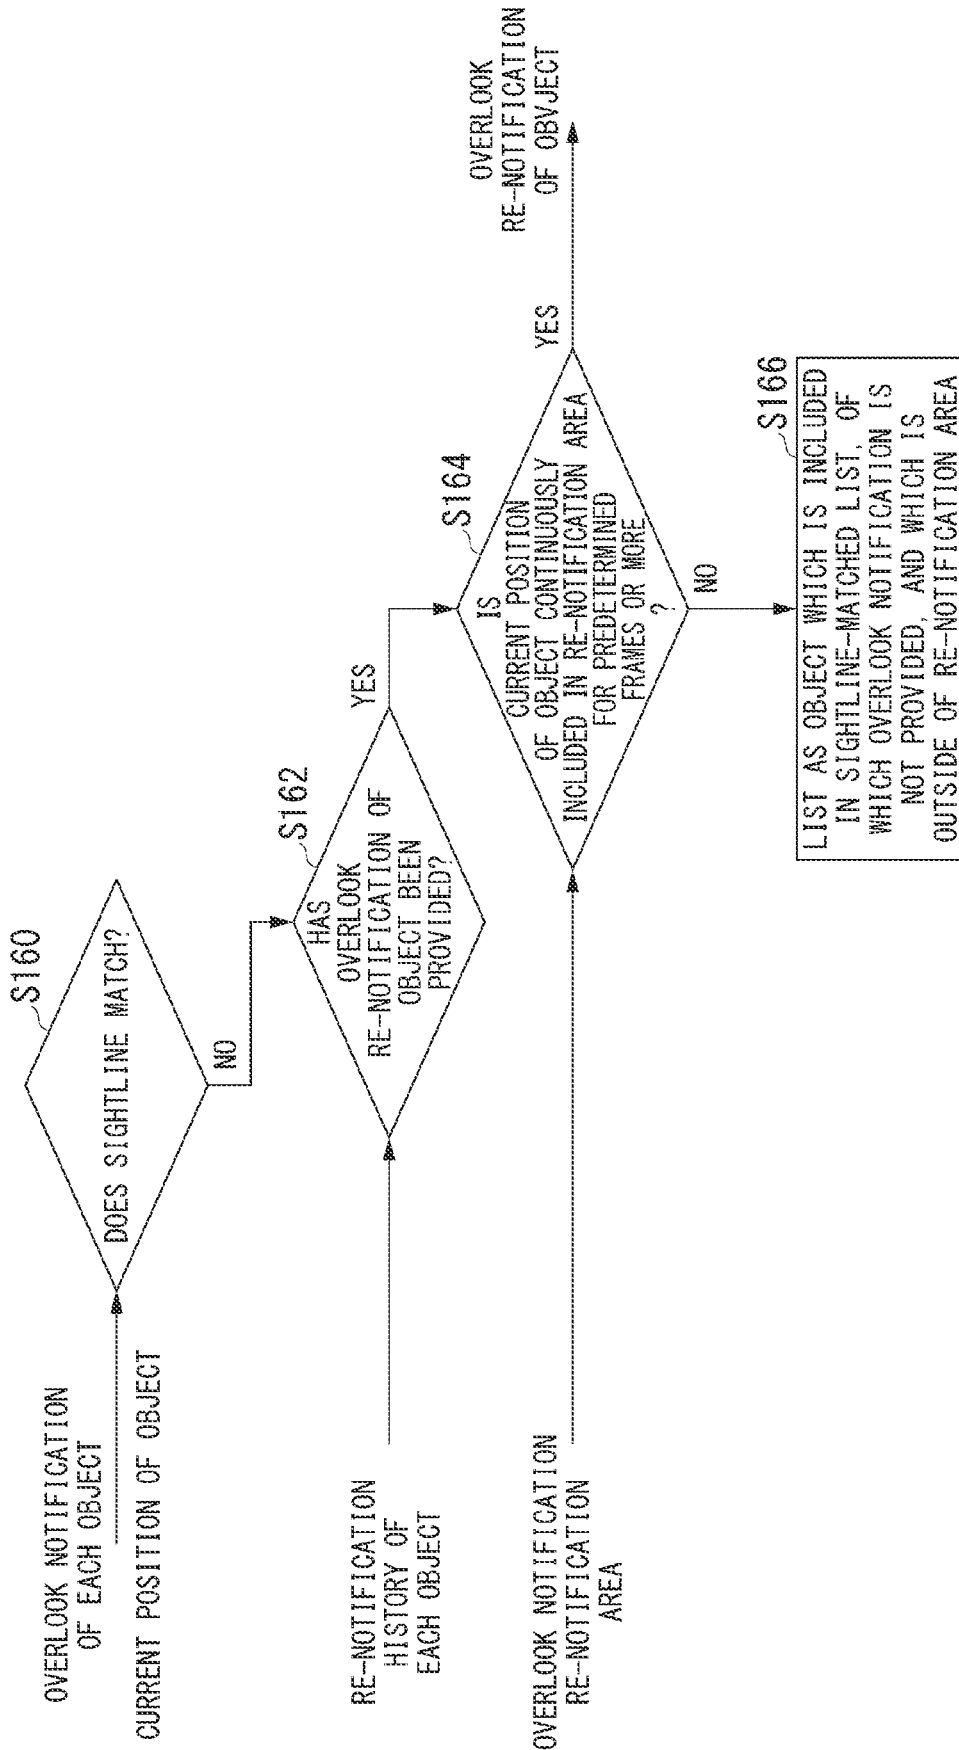 OVERLOOK NOTIFICATION
OF EACH OBJECT
CURRENT POSITION OF OBJECT
S160
DOES SIGHTLINE MATCH?
NO
RE-NOTIFICATION
HISTORY OF
EACH OBJECT
S162
HAS
OVERLOOK
RE-NOTIFICATION OF
OBJECT BEEN
PROVIDED?
YES
OVERLOOK NOTIFICATION
RE-NOTIFICATION
AREA
S164
IS
CURRENT POSITION
OF OBJECT CONTINUOUSLY
INCLUDED IN RE-NOTIFICATION AREA
FOR PREDETERMINED
FRAMES OR MORE
?
YES
OVERLOOK
RE-NOTIFICATION
OF OBVJECT
NO
S166
LIST AS OBJECT WHICH IS INCLUDED
IN SIGHTLINE-MATCHED LIST, OF
WHICH OVERLOOK NOTIFICATION IS
NOT PROVIDED, AND WHICH IS
OUTSIDE OF RE-NOTIFICATION AREA